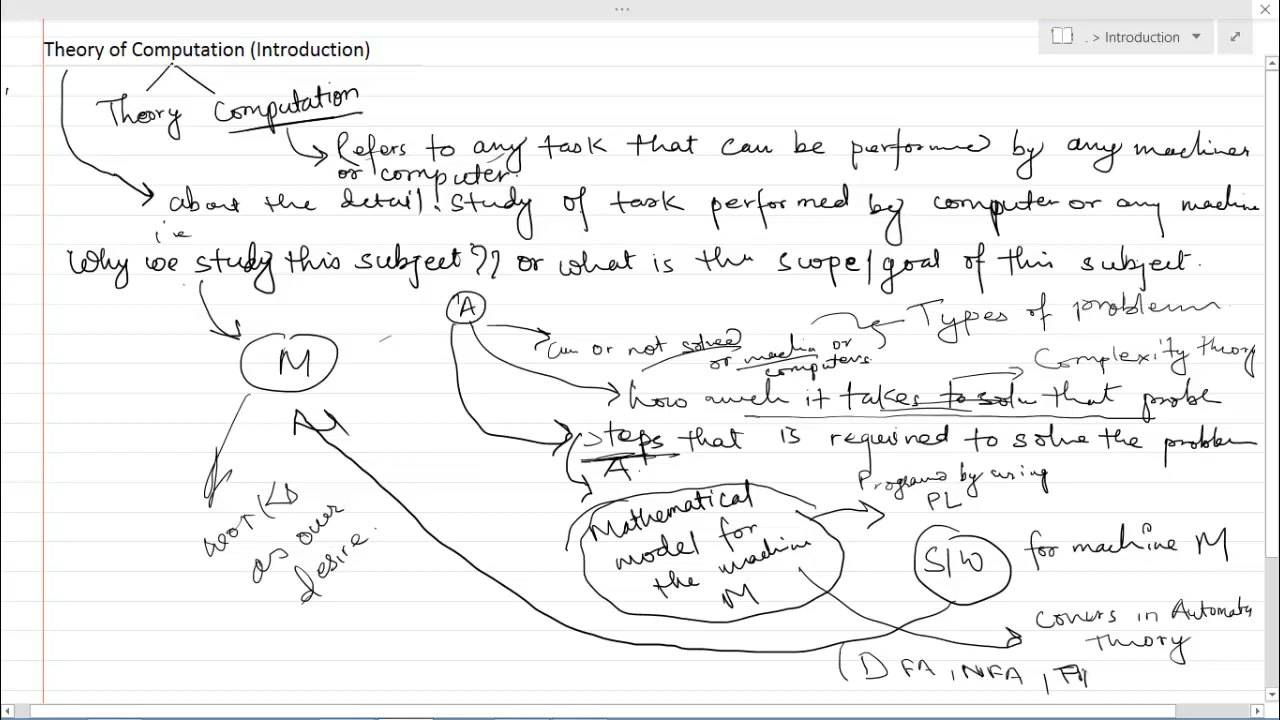 . > Introduction
Theory of Computation (Introduction)
Theory Computation
Refers to any task that can be performed by any machines
or computer.
about the detail study of task performed by computer or any machine
i.e
Why we study this subject?? or what is the scope/goal of this subject.
A
Types of problem
M
can or not solved
or machine or
computers.
Complexity theory
how much it takes to solve that proble
A
steps that is required to solve the problem
A.
Programs by using
PL
Mathematical
model for
the machine
M
work
as our
desire.
S/W
for machine M
covers in Automata
theory
(DFA, NFA,